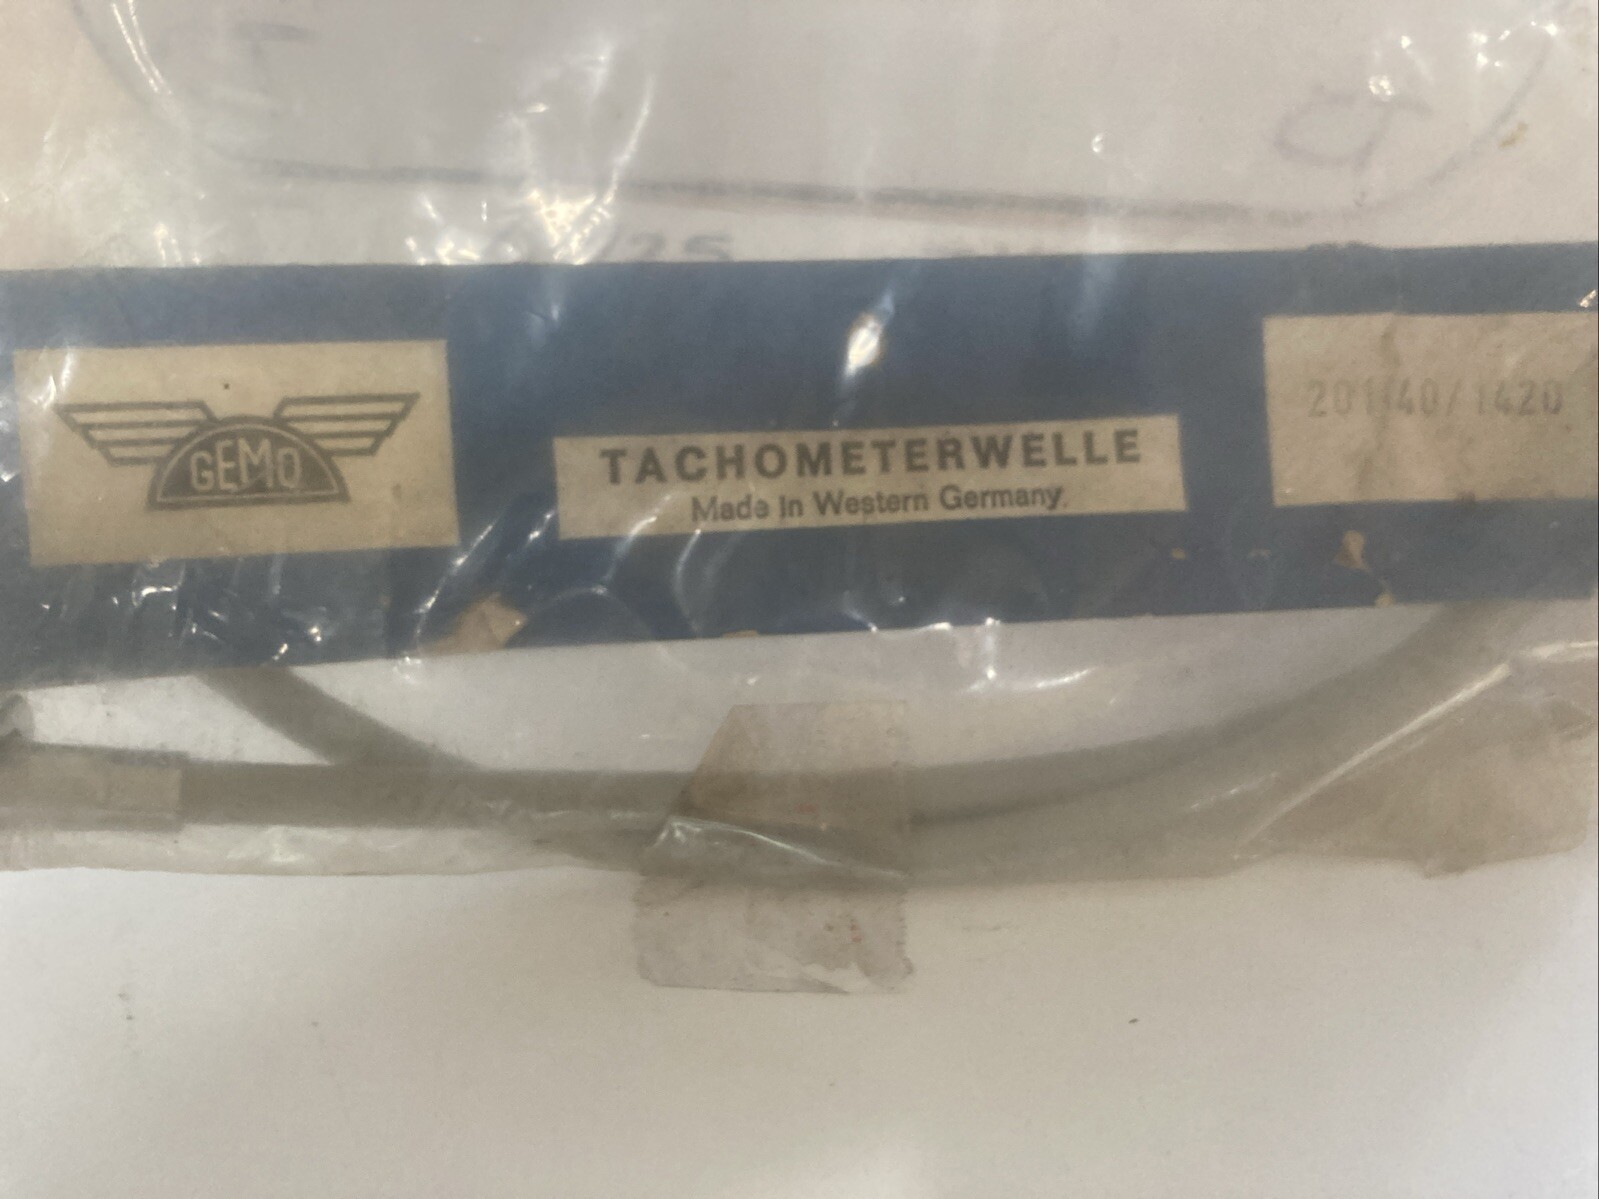 GEMO
TACHOMETERWELLE
Made in Western Germany.
201/40/1420